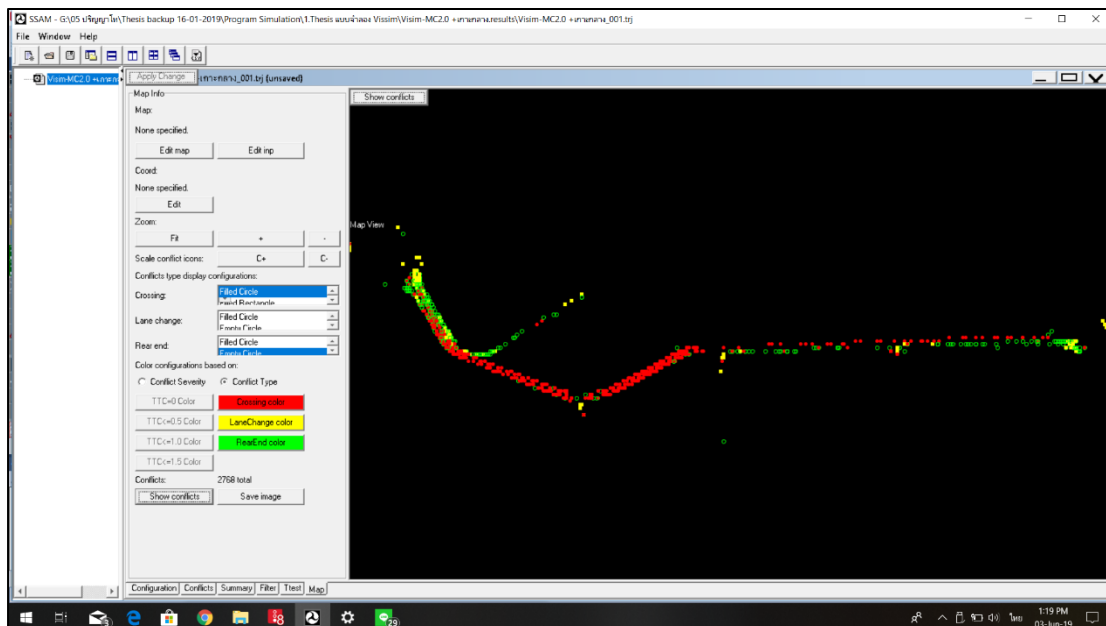 SSAM - G:\05 ปริญญาโท\Thesis backup 16-01-2019\Program Simulation\1.Thesis แบบจำลอง Vissim\Visim-MC2.0 +เกาะกลาง.results\Visim-MC2.0 +เกาะกลาง_001.trj
File Window Help
Visim-MC2.0 +เกาะก
Apply Change
-เกาะกลาง_001.trj (unsaved)
Map Info
Show conflicts
Map:
None specified.
Edit map Edit inp
Coord:
None specified.
Edit
Zoom:
Map View
Fit + -
Scale conflict icons: C+ C-
Conflicts type display configurations:
Crossing: Filled Circle
Lane change: Filled Circle
Empty Circle
Rear end: Filled Circle
Empty Circle
Color configurations based on:
Conflict Severity Conflict Type
TTC=0 Color Crossing color
TTC<=0.5 Color LaneChange color
TTC<=1.0 Color RearEnd color
TTC<=1.5 Color
Conflicts: 2768 total
Show conflicts Save image
Configuration Conflicts Summary Filter Ttest Map
3
8
29
ไทย
1:19 PM
03-Jun-19